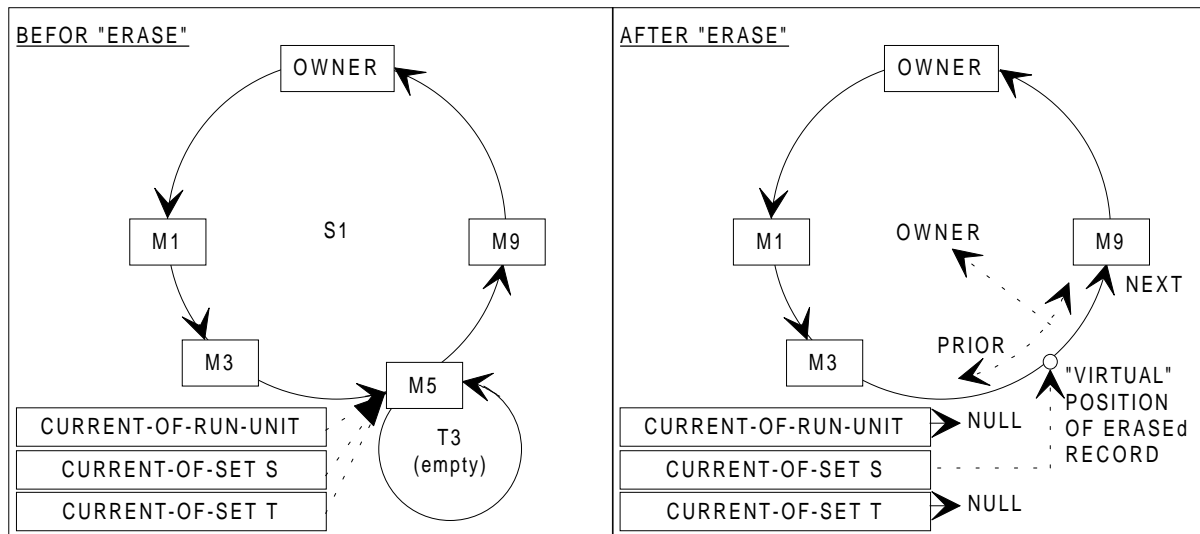 BEFOR "ERASE"
OWNER
M1
S1
M9
M3
M5
T3
(empty)
CURRENT-OF-RUN-UNIT
CURRENT-OF-SET S
CURRENT-OF-SET T
AFTER "ERASE"
OWNER
M1
OWNER
M9
NEXT
PRIOR
M3
"VIRTUAL"
POSITION
OF ERASEd
RECORD
CURRENT-OF-RUN-UNIT
NULL
CURRENT-OF-SET S
CURRENT-OF-SET T
NULL